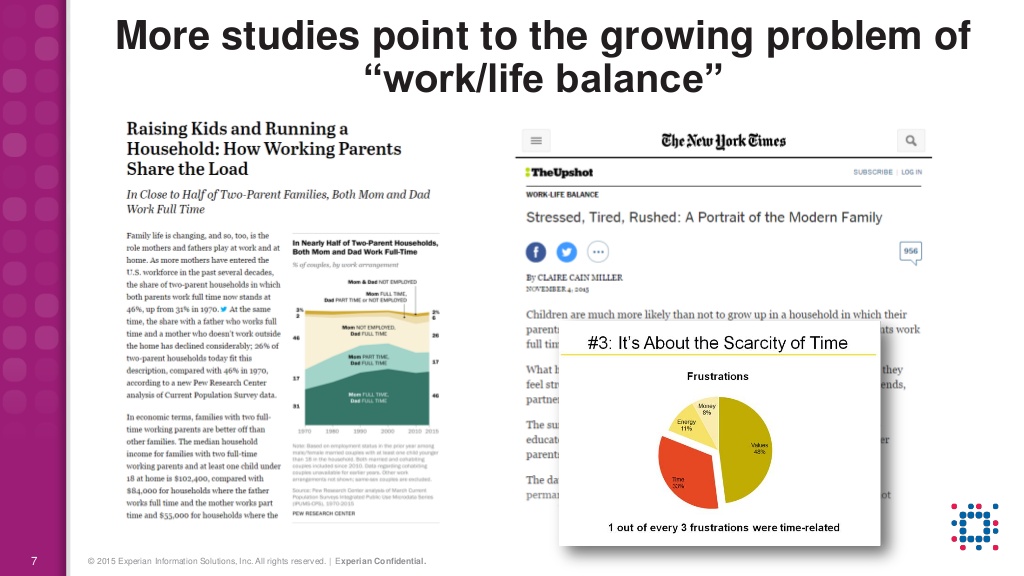 More studies point to the growing problem of
“work/life balance”
Raising Kids and Running a
Household: How Working Parents
Share the Load
In Close to Half of Two-Parent Families, Both Mom and Dad
Work Full Time
Family life is changing, and so, too, is the
role mothers and fathers play at work and at
home. As more mothers have entered the
U.S. workforce in the past several decades,
the share of two-parent households in which
both parents work full time now stands at
46%, up from 31% in 1970. At the same
time, the share with a father who works full
time and a mother who doesn't work outside
the home has declined considerably; 26% of
two-parent households today fit this
description, compared with 46% in 1970,
according to a new Pew Research Center
analysis of Current Population Survey data.
In economic terms, families with two full-
time working parents are better off than
other families. The median household
income for families with two full-time
working parents and at least one child under
18 at home is $102,400, compared with
$84,000 for households where the father
works full time and the mother works part
time and $55,000 for households where the
In Nearly Half of Two-Parent Households,
Both Mom and Dad Work Full-Time
% of couples, by work arrangement
Mom & Dad NOT EMPLOYED
Mom FULL TIME,
Dad PART TIME or NOT EMPLOYED
3%
2
2%
6
Mom NOT EMPLOYED,
Dad FULL TIME
46
26
Mom PART TIME,
Dad FULL TIME
17
17
Mom FULL TIME,
Dad FULL TIME
31
46
1970 1980 1990 2000 2010 2015
Note: Based on employment status in the prior year among
male/female married couples with at least one child younger
than 18 in the household. Both married and cohabiting
couples included since 2010. Data regarding cohabiting
couples unavailable for earlier years. Other work
arrangements not shown; same-sex couples are excluded.
Source: Pew Research Center analysis of March Current
Population Surveys Integrated Public Use Microdata Series
(IPUMS-CPS), 1970-2015
PEW RESEARCH CENTER
The New York Times
TheUpshot
SUBSCRIBE | LOG IN
WORK-LIFE BALANCE
Stressed, Tired, Rushed: A Portrait of the Modern Family
956
By CLAIRE CAIN MILLER
NOVEMBER 4, 2015
Children are much more likely than not to grow up in a household in which their
parents work
full tim
What h they
feel str ends,
partne
The su
educat er
parent
The da
perma ot
#3: It's About the Scarcity of Time
Frustrations
Money
8%
Energy
11%
Values
48%
Time
33%
1 out of every 3 frustrations were time-related
7
© 2015 Experian Information Solutions, Inc. All rights reserved. | Experian Confidential.